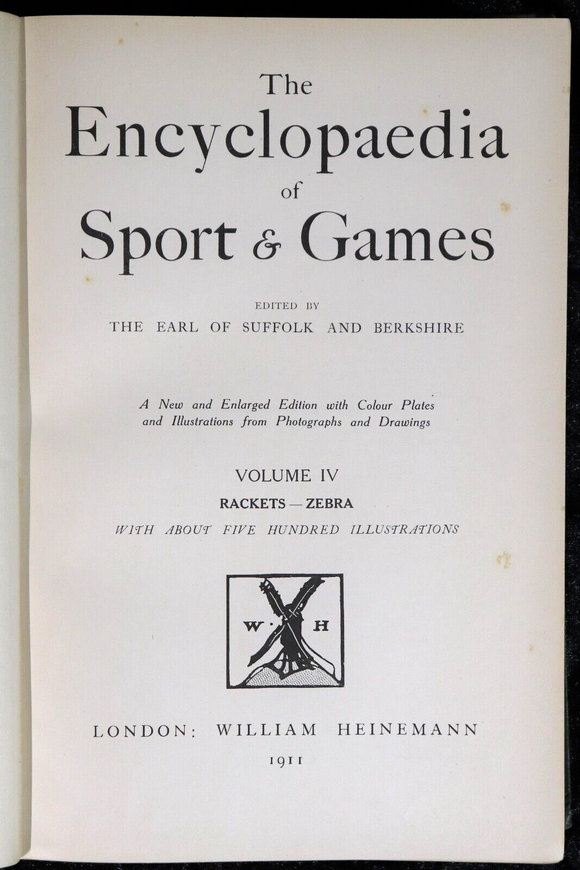 The
Encyclopaedia
of
Sport & Games
EDITED BY
THE EARL OF SUFFOLK AND BERKSHIRE
A New and Enlarged Edition with Colour Plates
and Illustrations from Photographs and Drawings
VOLUME IV
RACKETS — ZEBRA
WITH ABOUT FIVE HUNDRED ILLUSTRATIONS
W · H
LONDON: WILLIAM HEINEMANN
1911